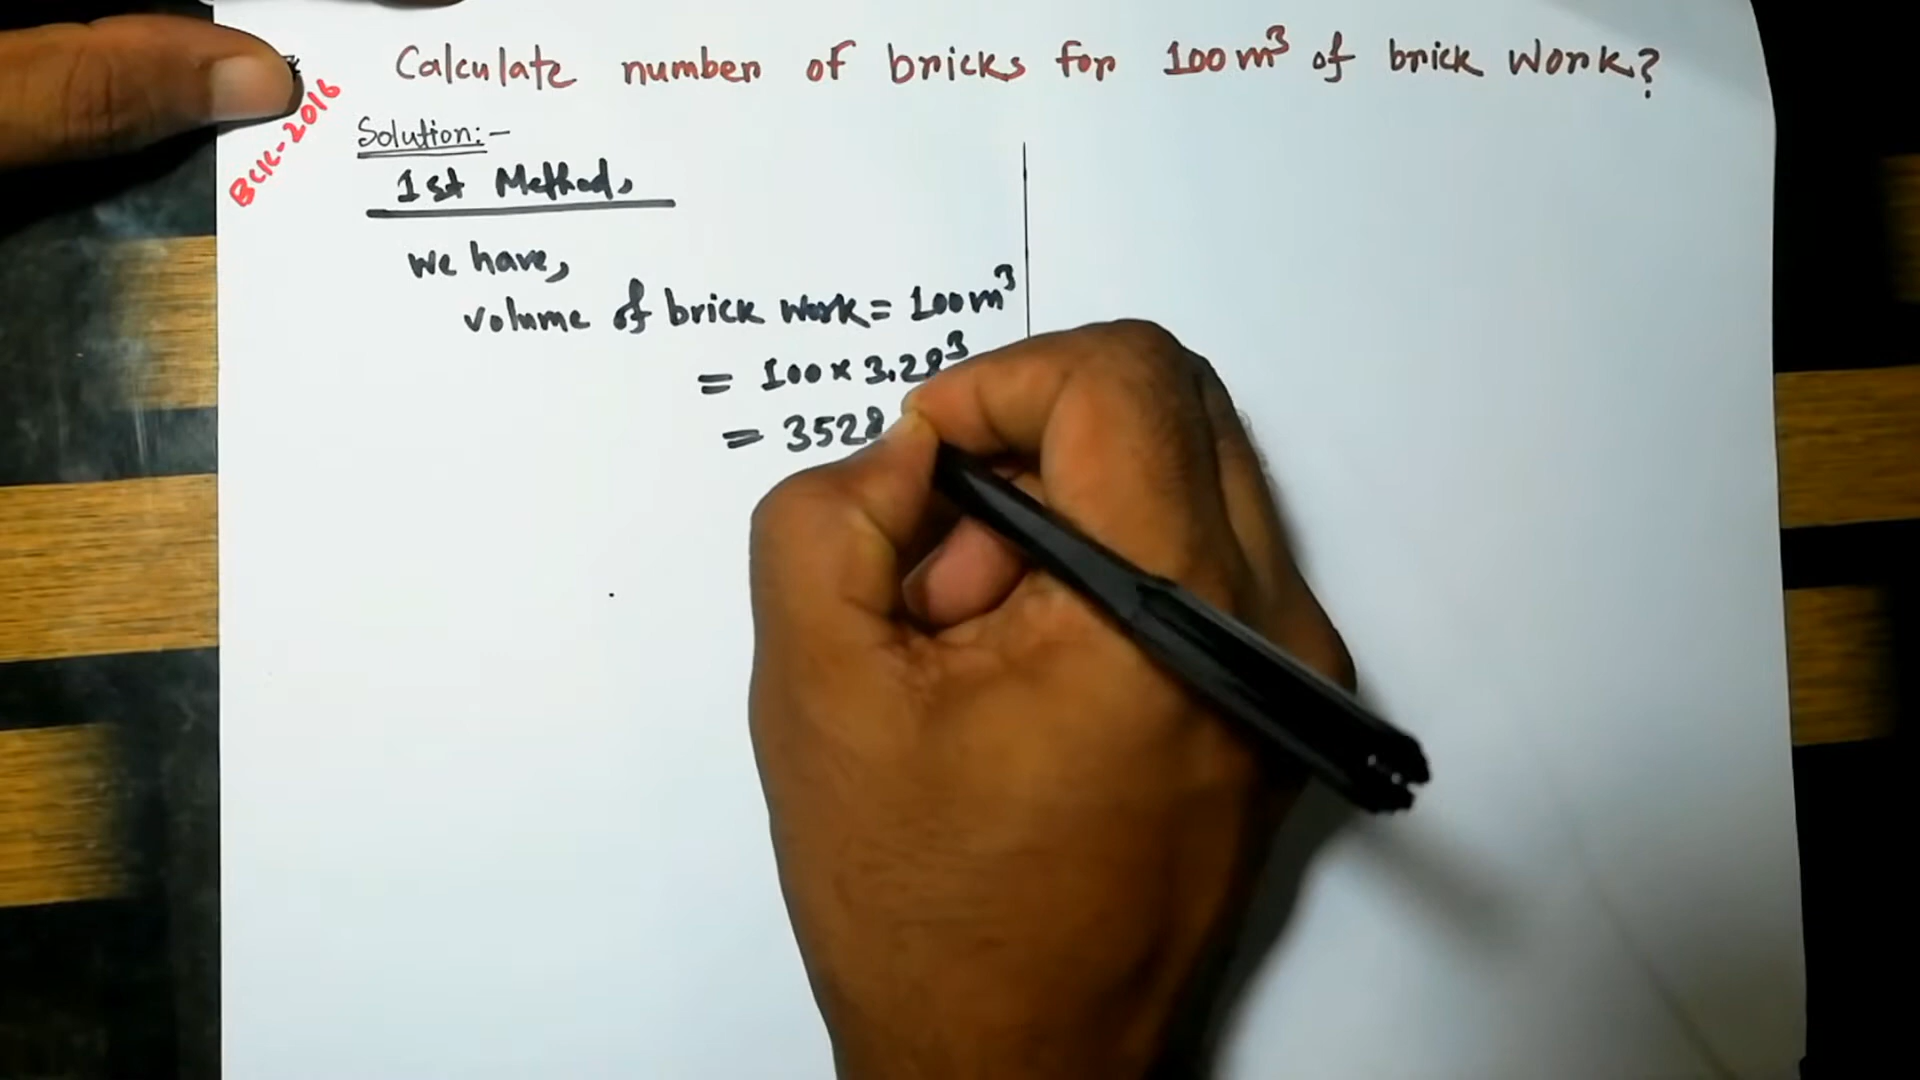 Calculate number of bricks for 100m³ of brick work?
BCK-2016
Solution:-
1st Method,
We have,
volume of brick work = 100m³
= 100 × 3.28³
= 3528